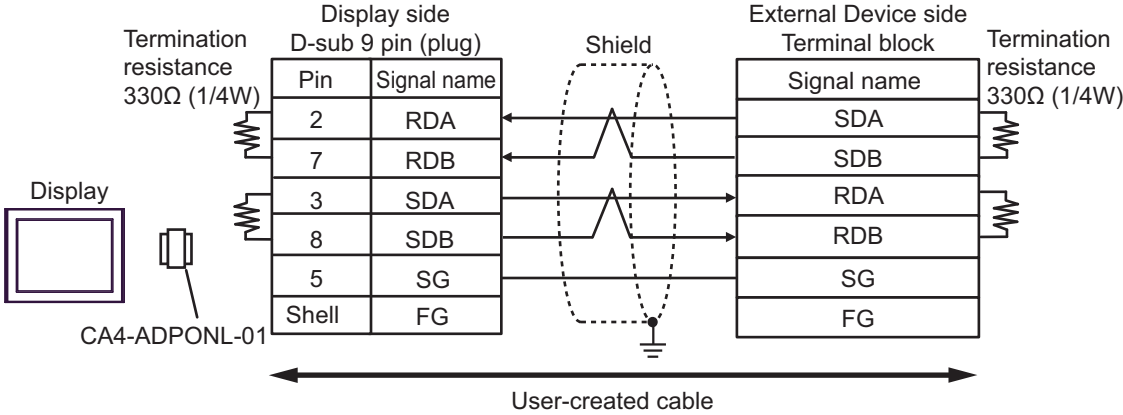 Display side
D-sub 9 pin (plug)
Termination
resistance
330Ω (1/4W)
Shield
External Device side
Terminal block
Termination
resistance
330Ω (1/4W)
Pin Signal name
Signal name
2 RDA
SDA
7 RDB
SDB
3 SDA
RDA
8 SDB
RDB
5 SG
SG
Shell FG
FG
Display
CA4-ADPONL-01
User-created cable